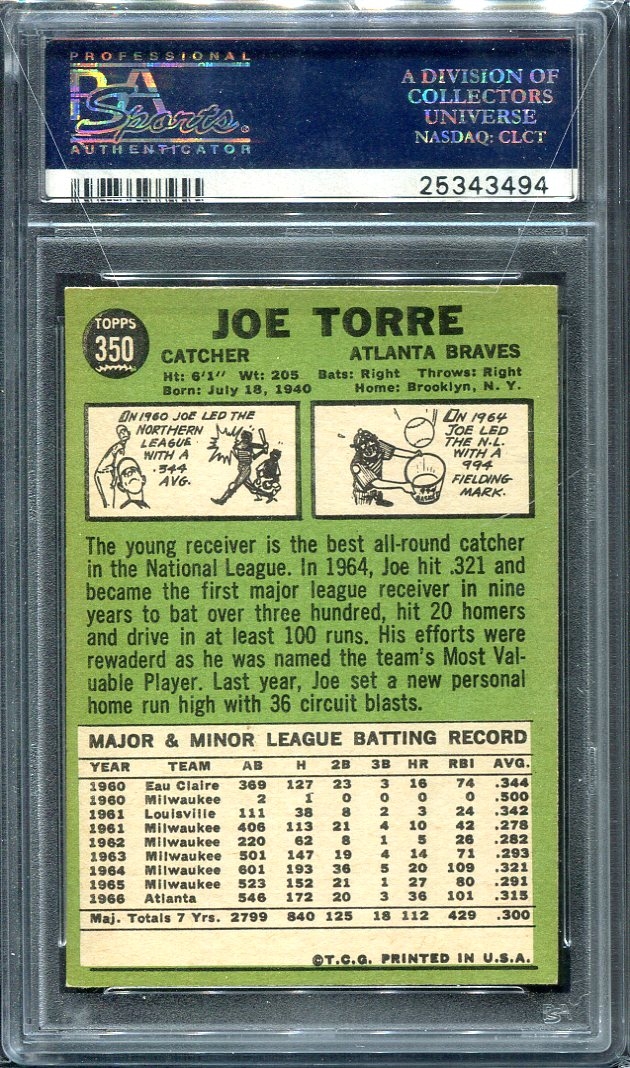 PROFESSIONAL
PSA
Sports.
AUTHENTICATOR
A DIVISION OF
COLLECTORS
UNIVERSE
NASDAQ: CLCT
25343494
TOPPS
350
JOE TORRE
CATCHER ATLANTA BRAVES
Ht: 6'1" Wt: 205 Bats: Right Throws: Right
Born: July 18, 1940 Home: Brooklyn, N. Y.
IN 1960 JOE LED THE
NORTHERN
LEAGUE
WITH A
.344
AVG.
IN 1964
JOE LED
THE N.L.
WITH A
994
FIELDING
MARK.
The young receiver is the best all-round catcher
in the National League. In 1964, Joe hit .321 and
became the first major league receiver in nine
years to bat over three hundred, hit 20 homers
and drive in at least 100 runs. His efforts were
rewaderd as he was named the team's Most Val-
uable Player. Last year, Joe set a new personal
home run high with 36 circuit blasts.
MAJOR & MINOR LEAGUE BATTING RECORD
YEAR TEAM AB H 2B 3B HR RBI AVG.
1960 Eau Claire 369 127 23 3 16 74 .344
1960 Milwaukee 2 1 0 0 0 0 .500
1961 Louisville 111 38 8 2 3 24 .342
1961 Milwaukee 406 113 21 4 10 42 .278
1962 Milwaukee 220 62 8 1 5 26 .282
1963 Milwaukee 501 147 19 4 14 71 .293
1964 Milwaukee 601 193 36 5 20 109 .321
1965 Milwaukee 523 152 21 1 27 80 .291
1966 Atlanta 546 172 20 3 36 101 .315
Maj. Totals 7 Yrs. 2799 840 125 18 112 429 .300
©T.C.G. PRINTED IN U.S.A.